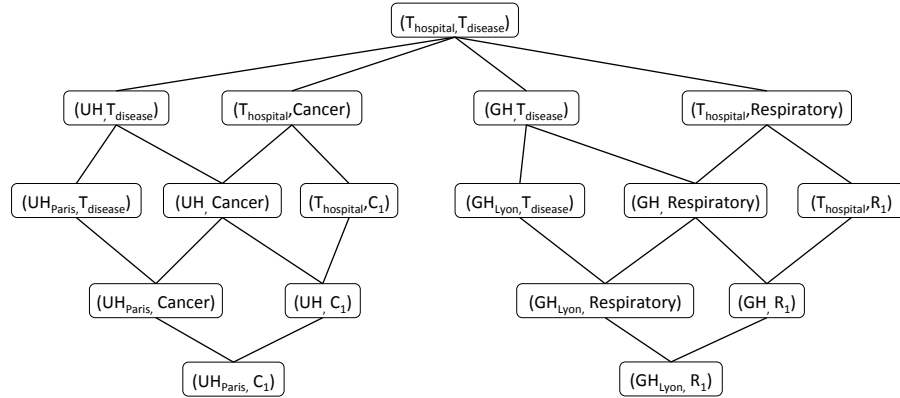 (T_hospital, T_disease)
(UH, T_disease)
(T_hospital, Cancer)
(GH, T_disease)
(T_hospital, Respiratory)
(UH_Paris, T_disease)
(UH, Cancer)
(T_hospital, C_1)
(GH_Lyon, T_disease)
(GH, Respiratory)
(T_hospital, R_1)
(UH_Paris, Cancer)
(UH, C_1)
(GH_Lyon, Respiratory)
(GH, R_1)
(UH_Paris, C_1)
(GH_Lyon, R_1)